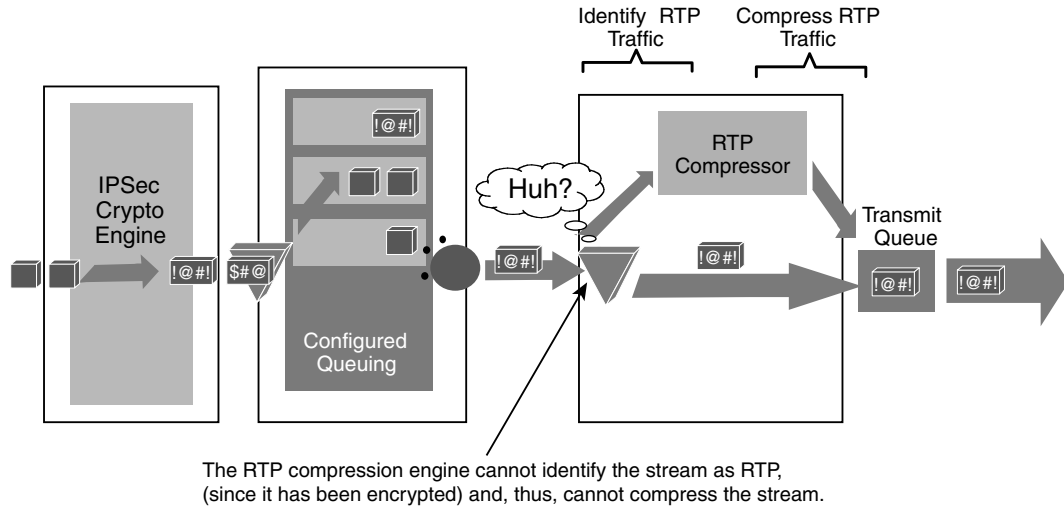 Identify RTP
Traffic
Compress RTP
Traffic
!@#!
IPSec
Crypto
Engine
RTP
Compressor
Huh?
Transmit
Queue
!@#!
$#@
!@#!
!@#!
!@#!
!@#!
Configured
Queuing
The RTP compression engine cannot identify the stream as RTP,
(since it has been encrypted) and, thus, cannot compress the stream.